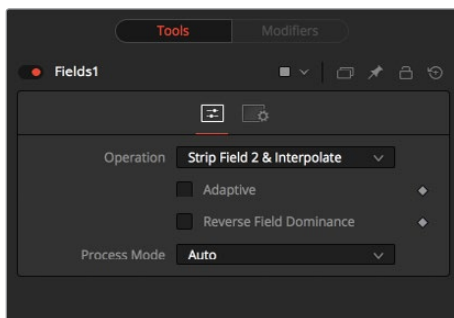 Tools Modifiers
Fields1
Operation Strip Field 2 & Interpolate
Adaptive
Reverse Field Dominance
Process Mode Auto